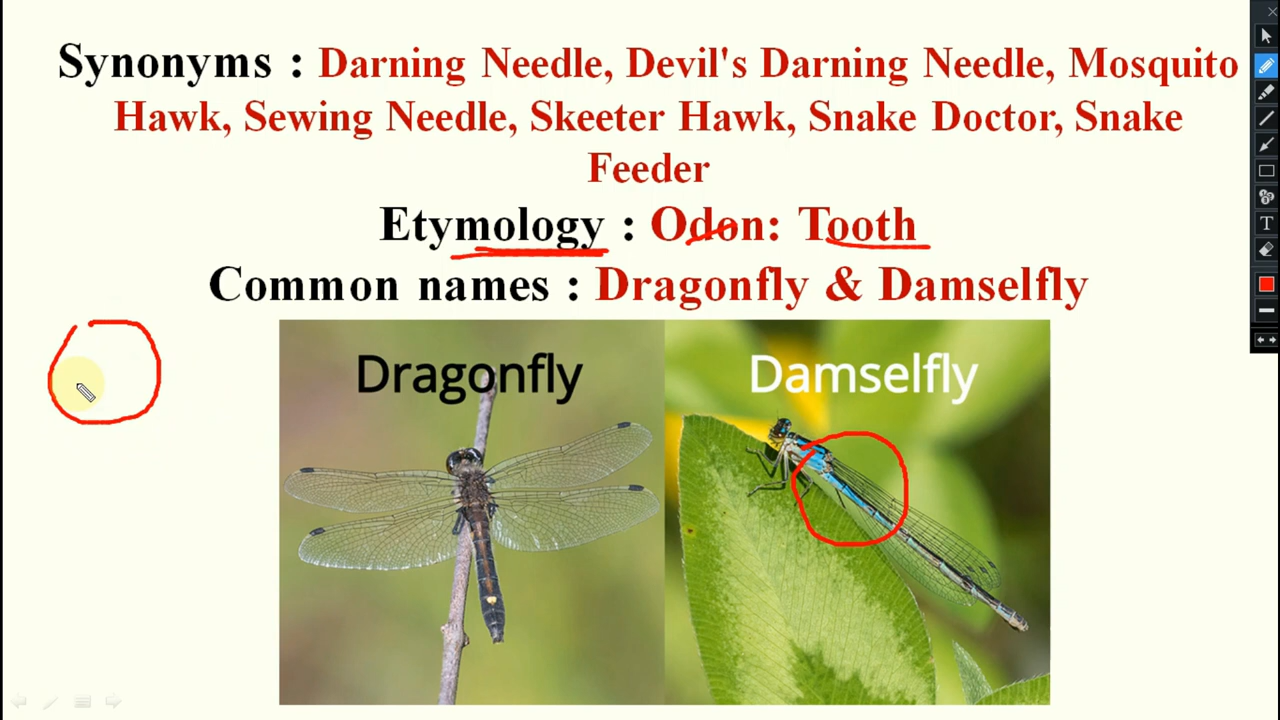 Synonyms : Darning Needle, Devil's Darning Needle, Mosquito
Hawk, Sewing Needle, Skeeter Hawk, Snake Doctor, Snake
Feeder
Etymology : Odon: Tooth
Common names : Dragonfly & Damselfly
Dragonfly
Damselfly